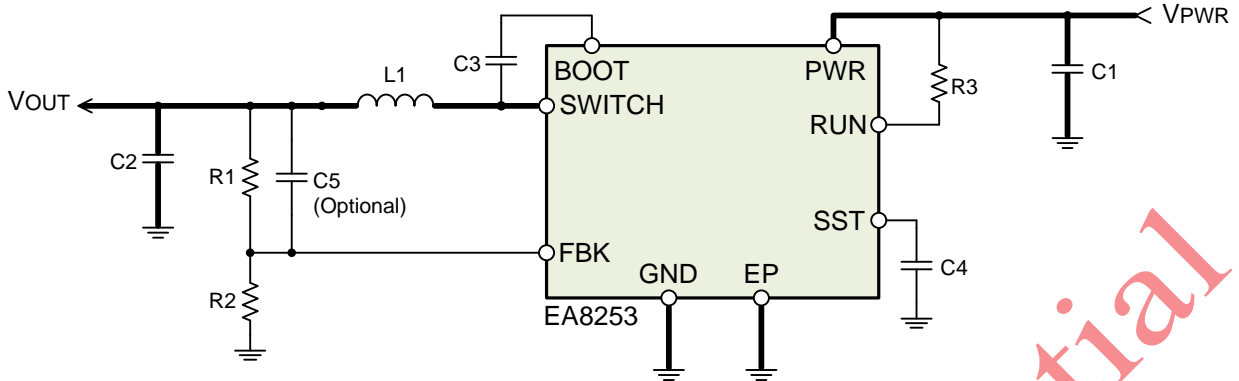 VPWR
C3
BOOT
PWR
C1
L1
R3
VOUT
SWITCH
RUN
C2
R1
C5
(Optional)
SST
FBK
C4
GND
EP
R2
EA8253
tial